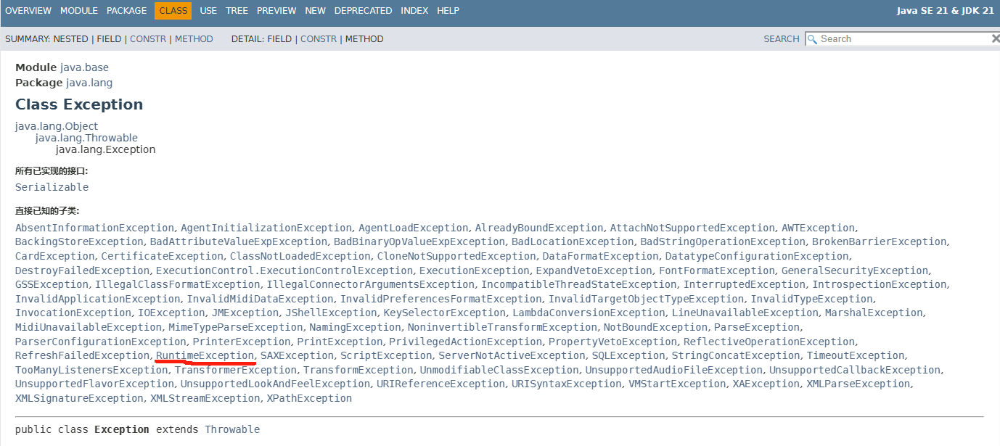 OVERVIEW MODULE PACKAGE CLASS USE TREE PREVIEW NEW DEPRECATED INDEX HELP Java SE 21 & JDK 21
SUMMARY: NESTED | FIELD | CONSTR | METHOD DETAIL: FIELD | CONSTR | METHOD SEARCH Search
Module java.base
Package java.lang
Class Exception
java.lang.Object
java.lang.Throwable
java.lang.Exception
所有已实现的接口:
Serializable
直接已知的子类:
AbsentInformationException, AgentInitializationException, AgentLoadException, AlreadyBoundException, AttachNotSupportedException, AWTException,
BackingStoreException, BadAttributeValueExpException, BadBinaryOpValueExpException, BadLocationException, BadStringOperationException, BrokenBarrierException,
CardException, CertificateException, ClassNotLoadedException, CloneNotSupportedException, DataFormatException, DatatypeConfigurationException,
DestroyFailedException, ExecutionControl.ExecutionControlException, ExecutionException, ExpandVetoException, FontFormatException, GeneralSecurityException,
GSSException, IllegalClassFormatException, IllegalConnectorArgumentsException, IncompatibleThreadStateException, InterruptedException, IntrospectionException,
InvalidApplicationException, InvalidMidiDataException, InvalidPreferencesFormatException, InvalidTargetObjectTypeException, InvalidTypeException,
InvocationException, IOException, JMException, JShellException, KeySelectorException, LambdaConversionException, LineUnavailableException, MarshalException,
MidiUnavailableException, MimeTypeParseException, NamingException, NoninvertibleTransformException, NotBoundException, ParseException,
ParserConfigurationException, PrinterException, PrintException, PrivilegedActionException, PropertyVetoException, ReflectiveOperationException,
RefreshFailedException, RuntimeException, SAXException, ScriptException, ServerNotActiveException, SQLException, StringConcatException, TimeoutException,
TooManyListenersException, TransformerException, TransformException, UnmodifiableClassException, UnsupportedAudioFileException, UnsupportedCallbackException,
UnsupportedFlavorException, UnsupportedLookAndFeelException, URIReferenceException, URISyntaxException, VMStartException, XAException, XMLParseException,
XMLSignatureException, XMLStreamException, XPathException
public class Exception extends Throwable